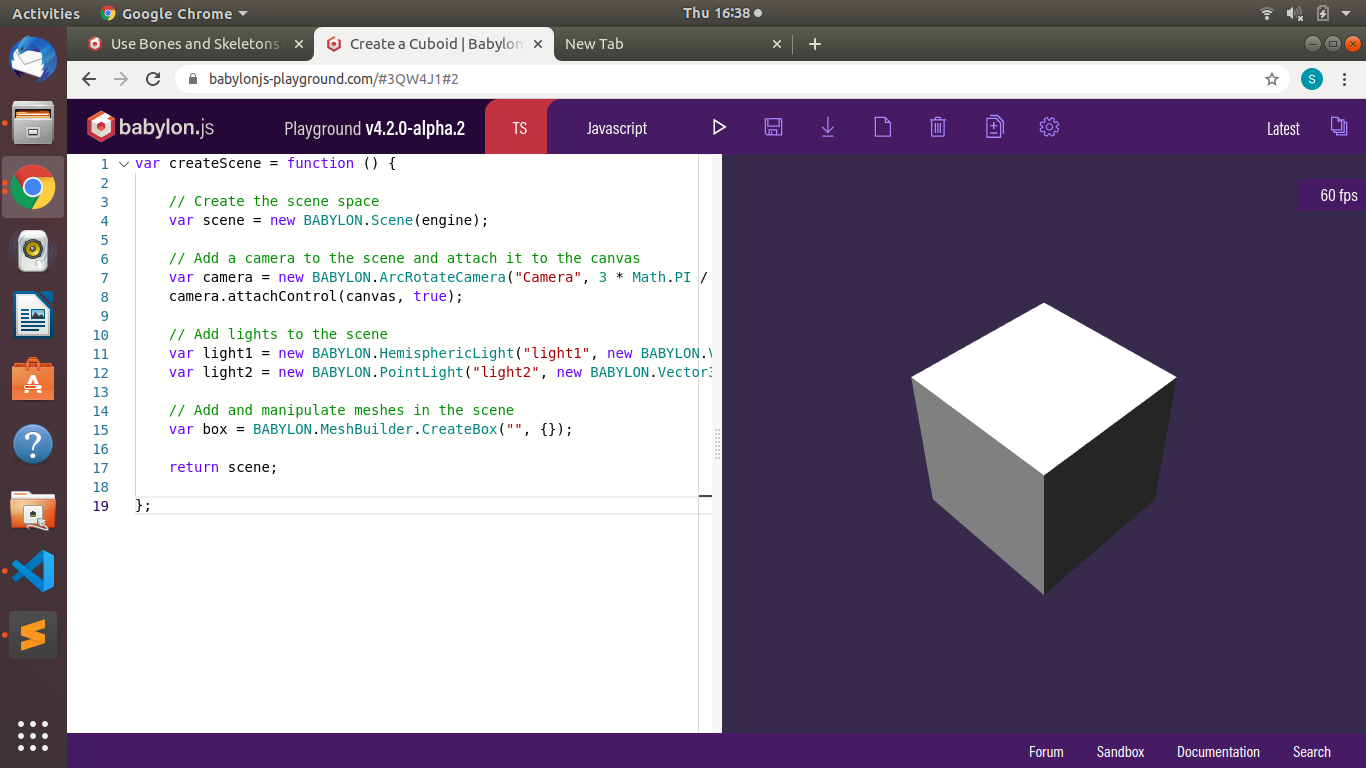 Activities Google Chrome Thu 16:38
Use Bones and Skeletons Create a Cuboid | Babylon New Tab
babylonjs-playground.com/#3QW4J1#2 S
babylon.js Playground v4.2.0-alpha.2 TS Javascript Latest
60 fps
1 var createScene = function () {
2
3 // Create the scene space
4 var scene = new BABYLON.Scene(engine);
5
6 // Add a camera to the scene and attach it to the canvas
7 var camera = new BABYLON.ArcRotateCamera("Camera", 3 * Math.PI /
8 camera.attachControl(canvas, true);
9
10 // Add lights to the scene
11 var light1 = new BABYLON.HemisphericLight("light1", new BABYLON.V
12 var light2 = new BABYLON.PointLight("light2", new BABYLON.Vector3
13
14 // Add and manipulate meshes in the scene
15 var box = BABYLON.MeshBuilder.CreateBox("", {});
16
17 return scene;
18
19 };
Forum Sandbox Documentation Search